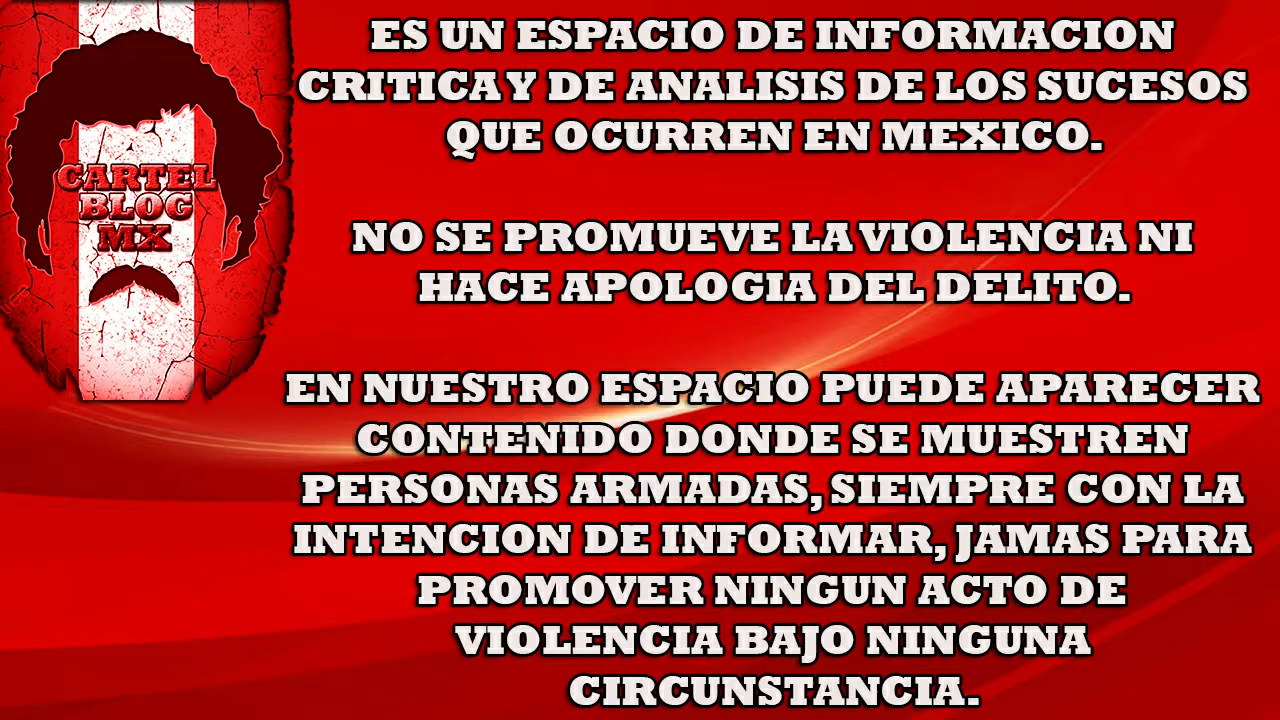 CARTEL
BLOG
MX
ES UN ESPACIO DE INFORMACION
CRITICA Y DE ANALISIS DE LOS SUCESOS
QUE OCURREN EN MEXICO.
NO SE PROMUEVE LA VIOLENCIA NI
HACE APOLOGIA DEL DELITO.
EN NUESTRO ESPACIO PUEDE APARECER
CONTENIDO DONDE SE MUESTREN
PERSONAS ARMADAS, SIEMPRE CON LA
INTENCION DE INFORMAR, JAMAS PARA
PROMOVER NINGUN ACTO DE
VIOLENCIA BAJO NINGUNA
CIRCUNSTANCIA.